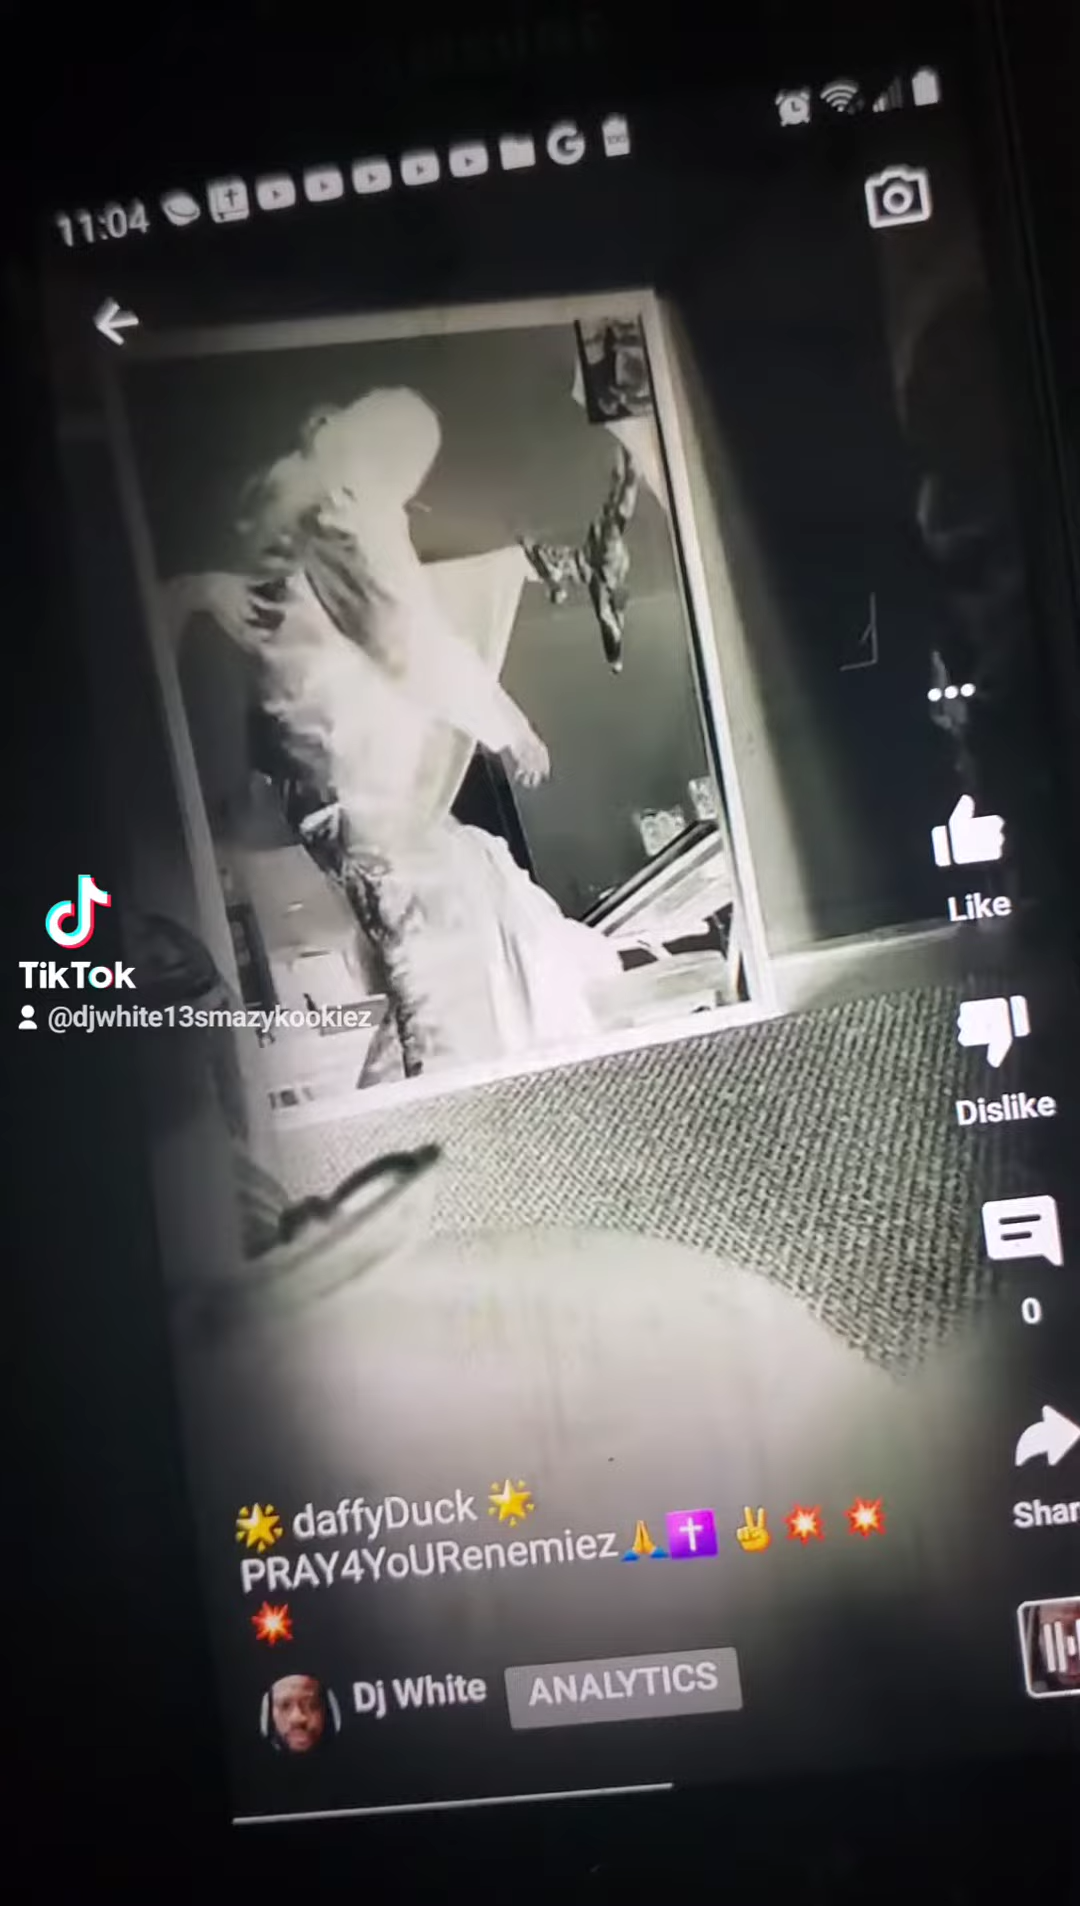 11:04
TikTok
@djwhite13smazykookiez
Like
Dislike
0
Shar
🌟 daffyDuck 🌟
PRAY4YoURenemiez🙏✝️ ✌️💥 💥
💥
Dj White
ANALYTICS